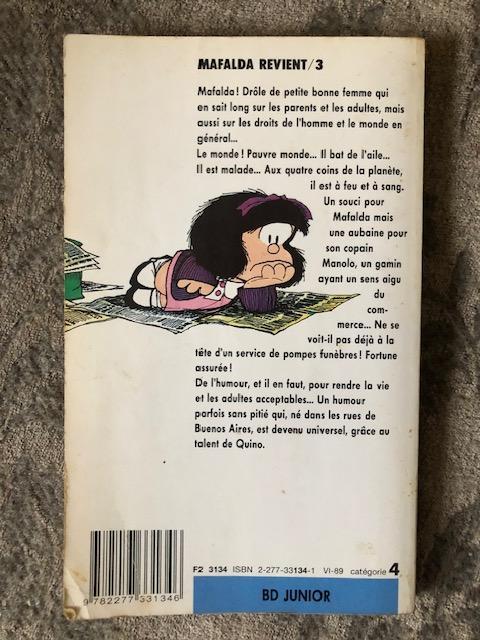 MAFALDA REVIENT/3
Mafalda! Drôle de petite bonne femme qui
en sait long sur les parents et les adultes, mais
aussi sur les droits de l'homme et le monde en
général...
Le monde! Pauvre monde... Il bat de l'aile...
Il est malade... Aux quatre coins de la planète,
il est à feu et à sang.
Un souci pour
Mafalda mais
une aubaine pour
son copain
Manolo, un gamin
ayant un sens aigu
du
com-
merce... Ne se
voit-il pas déjà à la
tête d'un service de pompes funèbres! Fortune
assurée!
De l'humour, et il en faut, pour rendre la vie
et les adultes acceptables... Un humour
parfois sans pitié qui, né dans les rues de
Buenos Aires, est devenu universel, grâce au
talent de Quino.
F2 3134 ISBN 2-277-33134-1 VI-89 catégorie 4
9 782277 331346
BD JUNIOR